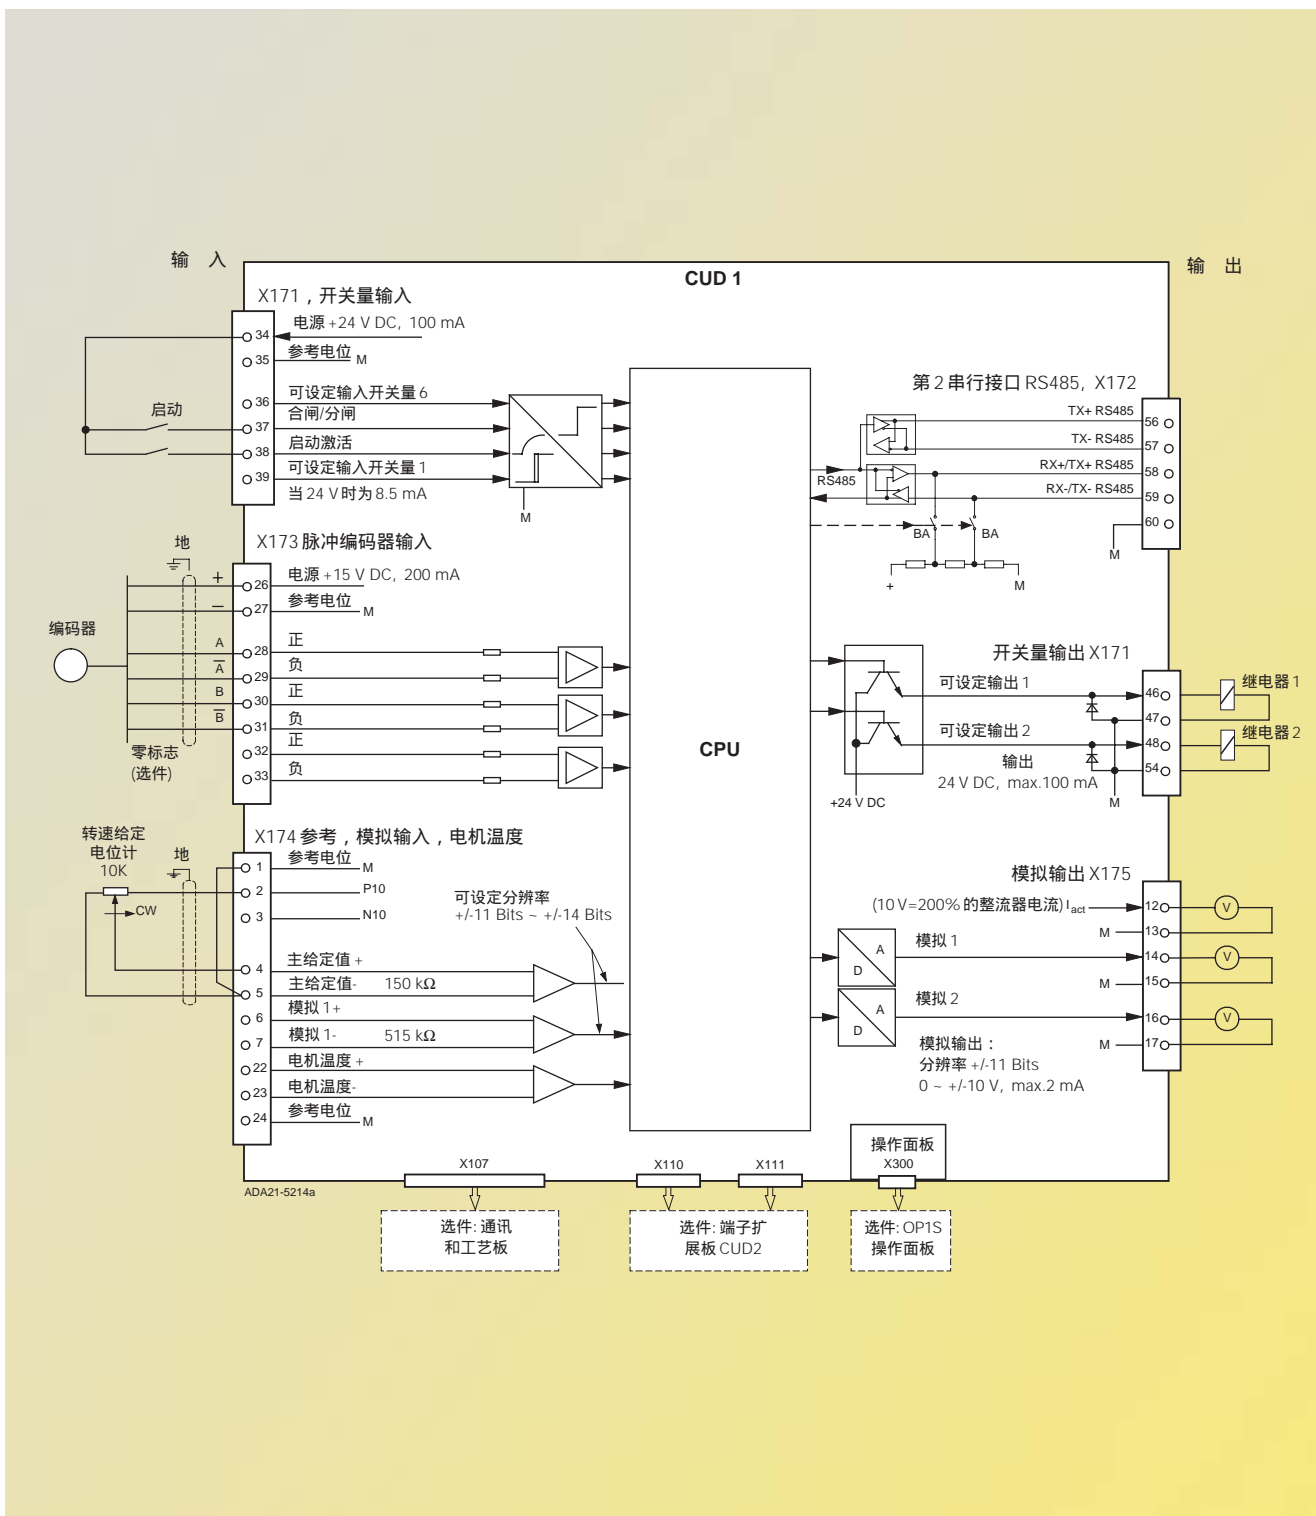 输 入
输 出
CUD 1
X171，开关量输入
34
电源 +24 V DC, 100 mA
35
参考电位 M
36
可设定输入开关量 6
启动
37
合闸/分闸
38
启动激活
39
可设定输入开关量 1
当 24 V 时为 8.5 mA
M
X173 脉冲编码器输入
地
+
26
电源 +15 V DC, 200 mA
−
27
参考电位 M
编码器
A
28
正
A
29
负
B
30
正
B
31
负
32
正
零标志
(选件)
33
负
X174 参考，模拟输入，电机温度
转速给定
电位计
10K
地
CW
1
参考电位 M
2
P10
3
N10
可设定分辨率
+/-11 Bits ~ +/-14 Bits
4
主给定值 +
5
主给定值- 150 kΩ
6
模拟 1+
7
模拟 1- 515 kΩ
22
电机温度 +
23
电机温度-
24
参考电位 M
CPU
第 2 串行接口 RS485, X172
TX+ RS485
56
TX- RS485
57
RX+/TX+ RS485
58
RS485
RX-/TX- RS485
59
60
BA
BA
M
+
M
开关量输出 X171
可设定输出 1
46
继电器 1
47
可设定输出 2
48
继电器 2
输出
54
24 V DC, max.100 mA
+24 V DC
M
模拟输出 X175
(10 V=200% 的整流器电流) Iact
12
V
M
13
A
D
模拟 1
14
V
M
15
A
D
模拟 2
16
V
M
17
模拟输出：
分辨率 +/-11 Bits
0 ~ +/-10 V, max.2 mA
操作面板
X300
X107
X110
X111
ADA21-5214a
选件: 通讯
和工艺板
选件: 端子扩
展板 CUD2
选件: OP1S
操作面板